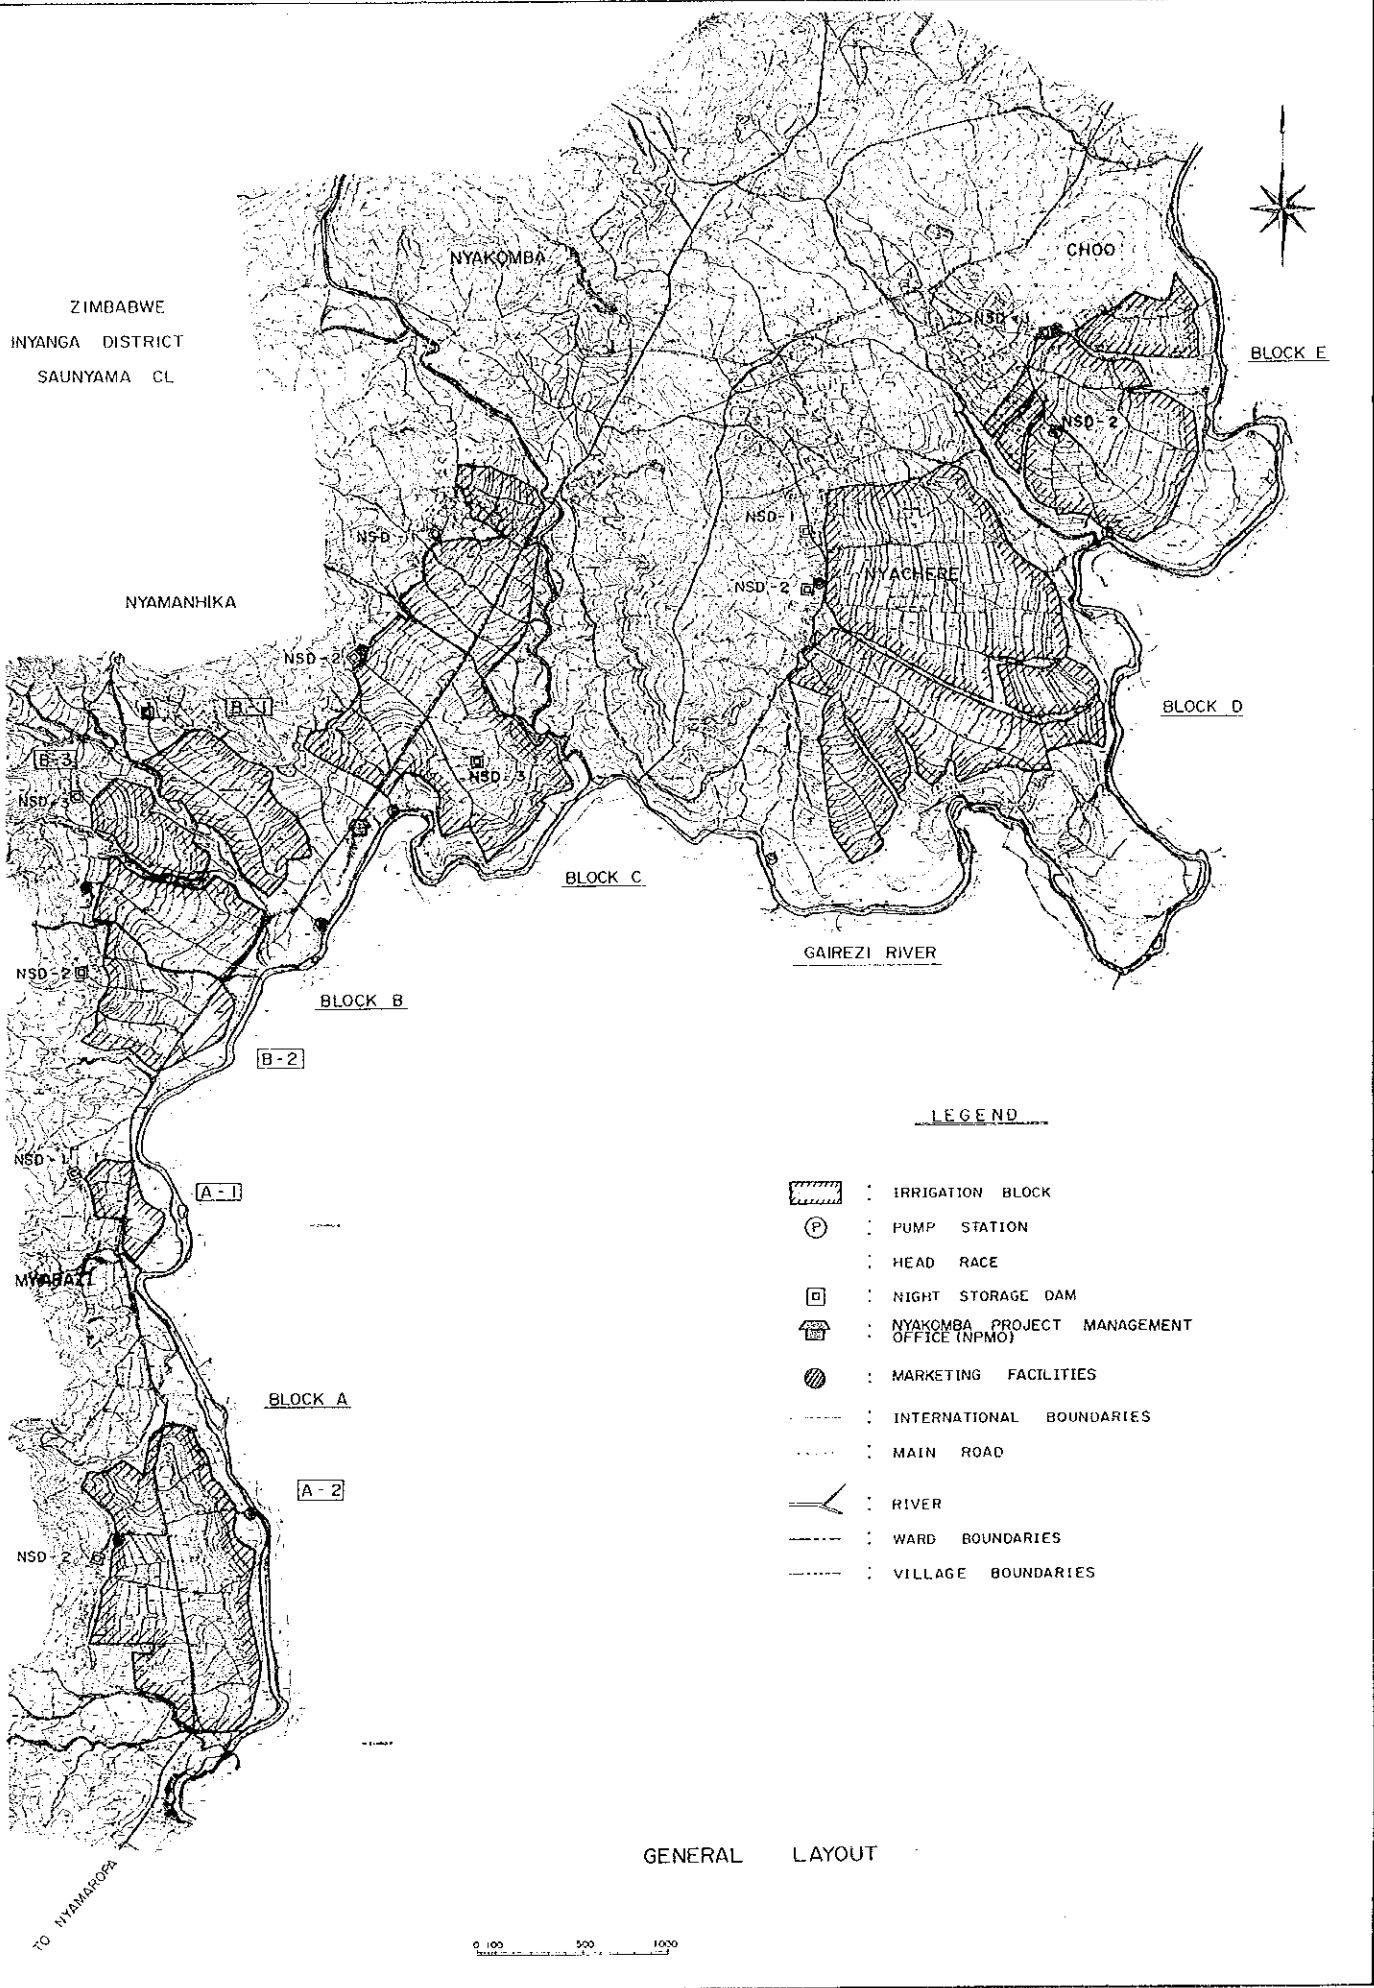 NYAKOMBA
CHOO
ZIMBABWE
INYANGA DISTRICT
SAUNYAMA CL
NSD-1
BLOCK E
NSD-2
NSD-1
NSD-1
NSD-2
NYACHERE
NYAMANHIKA
NSD-2
B-1
BLOCK D
B-3
NSD-3
NSD-3
BLOCK C
GAIREZI RIVER
NSD-2
BLOCK B
B-2
LEGEND
NSD-1
A-1
IRRIGATION BLOCK
P : PUMP STATION
: HEAD RACE
: NIGHT STORAGE DAM
: NYAKOMBA PROJECT MANAGEMENT
: OFFICE (NPMO)
: MARKETING FACILITIES
BLOCK A
: INTERNATIONAL BOUNDARIES
: MAIN ROAD
A-2
: RIVER
: WARD BOUNDARIES
NSD-2
: VILLAGE BOUNDARIES
GENERAL LAYOUT
TO NYAMAROPA
0 100 500 1000